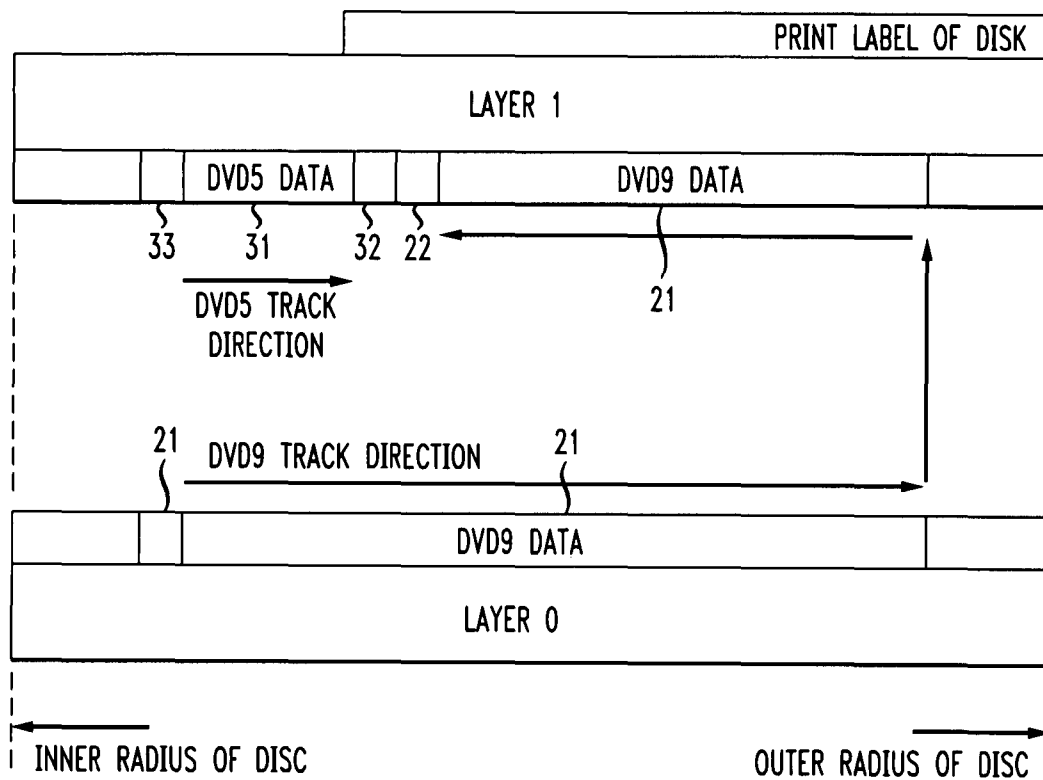 PRINT LABEL OF DISK
LAYER 1
DVD5 DATA
DVD9 DATA
33
31
32
22
21
DVD5 TRACK
DIRECTION
21
DVD9 TRACK DIRECTION
21
DVD9 DATA
LAYER 0
INNER RADIUS OF DISC
OUTER RADIUS OF DISC